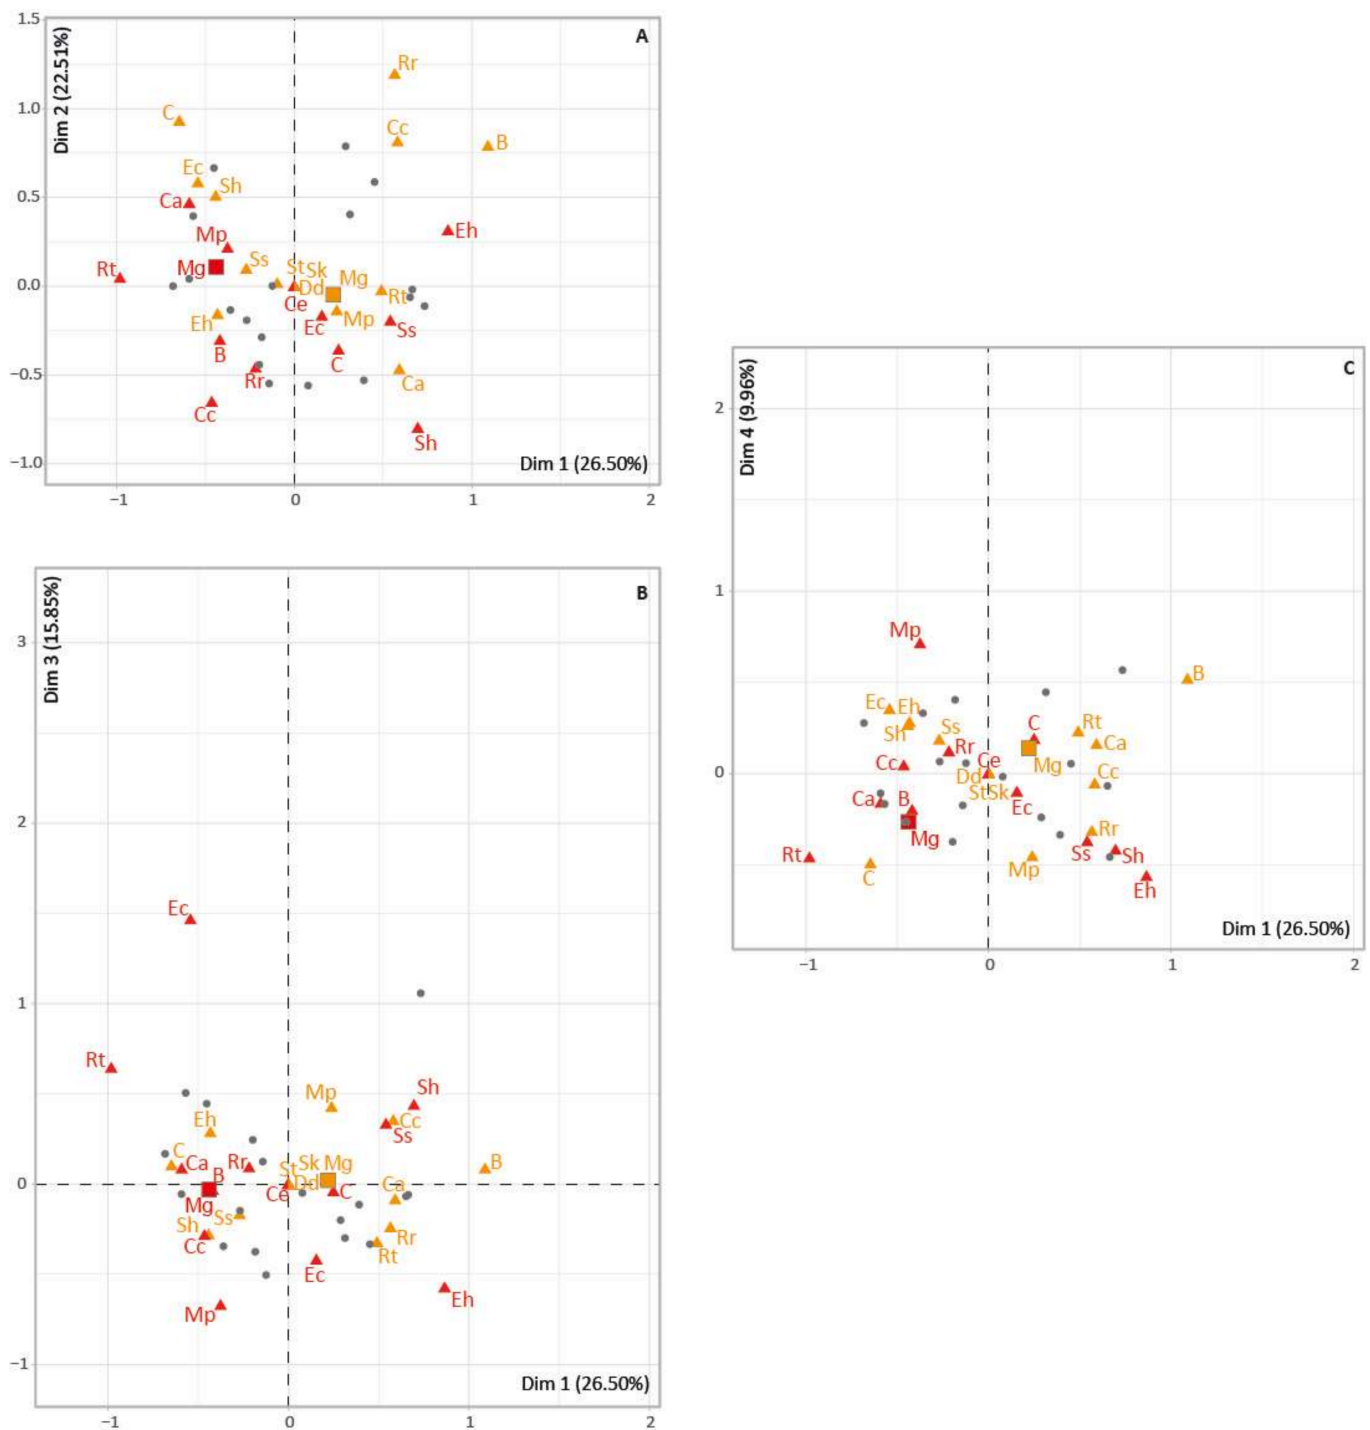 A
Dim 2 (22.51%)
1.5
1.0
0.5
0.0
−0.5
−1.0
Rr
C
Cc
B
Ec
Sh
Ca
Mp
Eh
Rt
Mg
Ss
St
Sk
Mg
Dd
Rt
Ce
Eh
Ec
Mp
Ss
B
C
Rr
Ca
Cc
Sh
Dim 1 (26.50%)
−1
0
1
2
B
Dim 3 (15.85%)
3
2
1
0
−1
Ec
Rt
Sh
Mp
Cc
Eh
Ss
C
Ca
Rr
St
Sk
Mg
B
B
Ce
Dd
C
Ca
Mg
Sh
Ss
Rr
Cc
Rt
Ec
Eh
Mp
Dim 1 (26.50%)
−1
0
1
2
C
Dim 4 (9.96%)
2
1
0
Mp
B
Ec
Eh
C
Rt
Sh
Ss
Rr
Ca
Cc
Ce
Mg
Cc
Dd
Ca
B
St
Sk
Ec
Mg
Rr
Rt
Ss
Sh
C
Mp
Eh
Dim 1 (26.50%)
−1
0
1
2